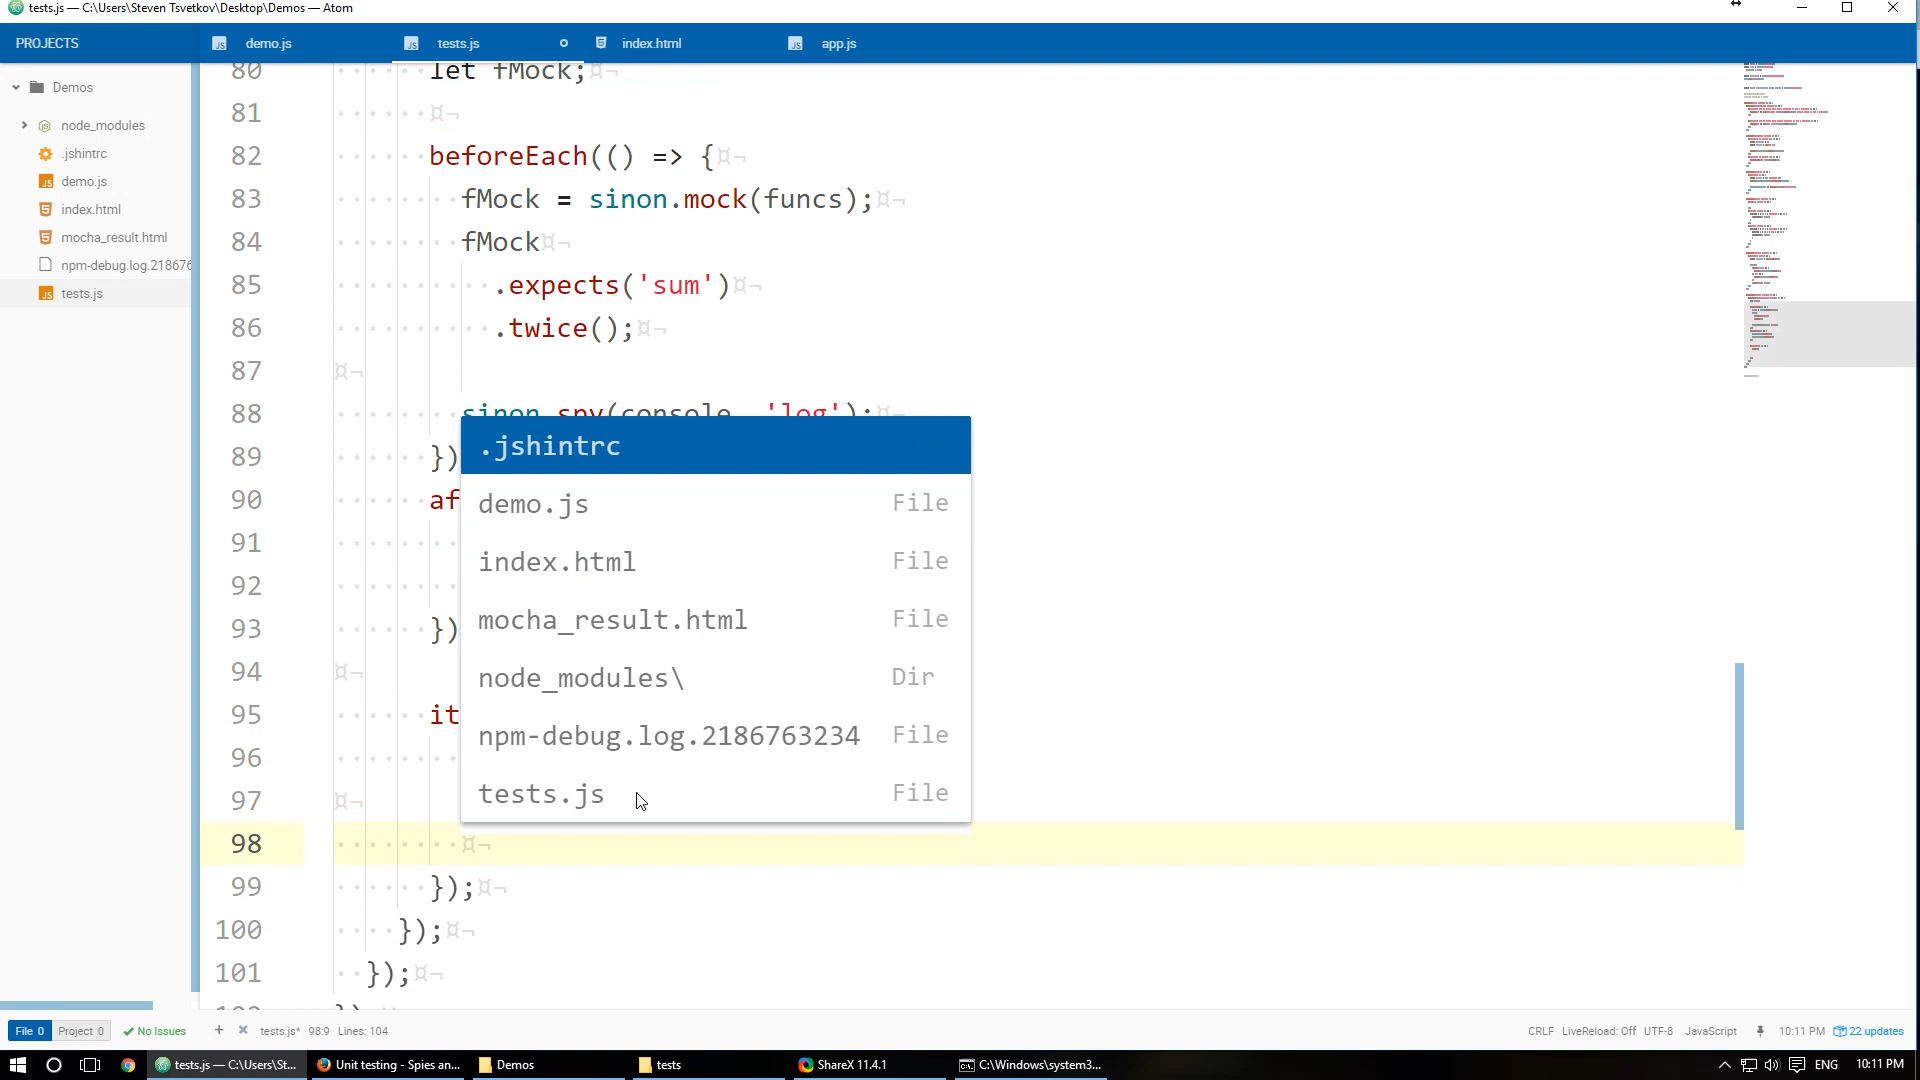 tests.js — C:\Users\Steven Tsvetkov\Desktop\Demos — Atom
PROJECTS
demo.js
tests.js
index.html
app.js
Demos
node_modules
.jshintrc
demo.js
index.html
mocha_result.html
npm-debug.log.218676
tests.js
80 let fMock;¤¬
81 ¤¬
82 beforeEach(() => {¤¬
83 fMock = sinon.mock(funcs);¤¬
84 fMock¤¬
85 .expects('sum')¤¬
86 .twice();¤¬
87 ¤¬
88 sinon.spy(console, 'log');¤¬
89 })
90 af
91
92
93 })
94 ¤¬
95 it
96
97 ¤¬
98 ¤¬
99 });¤¬
100 });¤¬
101 });¤¬
.jshintrc
demo.js File
index.html File
mocha_result.html File
node_modules\ Dir
npm-debug.log.2186763234 File
tests.js File
File 0 Project 0 No Issues + tests.js* 98:9 Lines: 104
CRLF LiveReload: Off UTF-8 JavaScript 10:11 PM 22 updates
tests.js — C:\Users\St... Unit testing - Spies an... Demos tests ShareX 11.4.1 C:\Windows\system3... ENG 10:11 PM